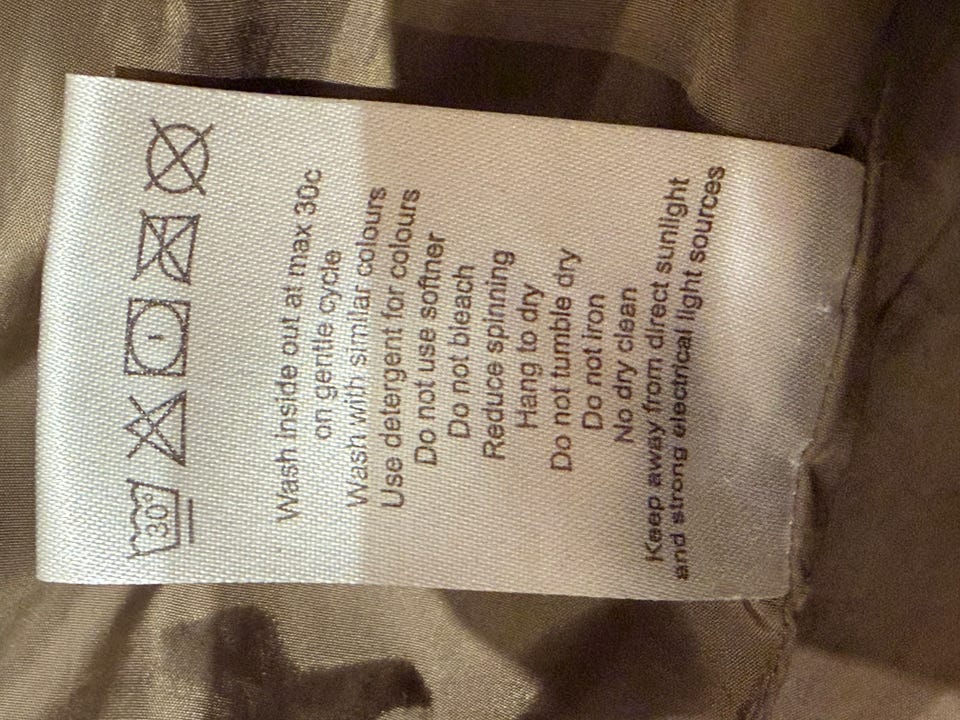 30°
Wash inside out at max 30c
on gentle cycle
Wash with similar colours
Use detergent for colours
Do not use softner
Do not bleach
Reduce spinning
Hang to dry
Do not tumble dry
Do not iron
No dry clean
Keep away from direct sunlight
and strong electrical light sources